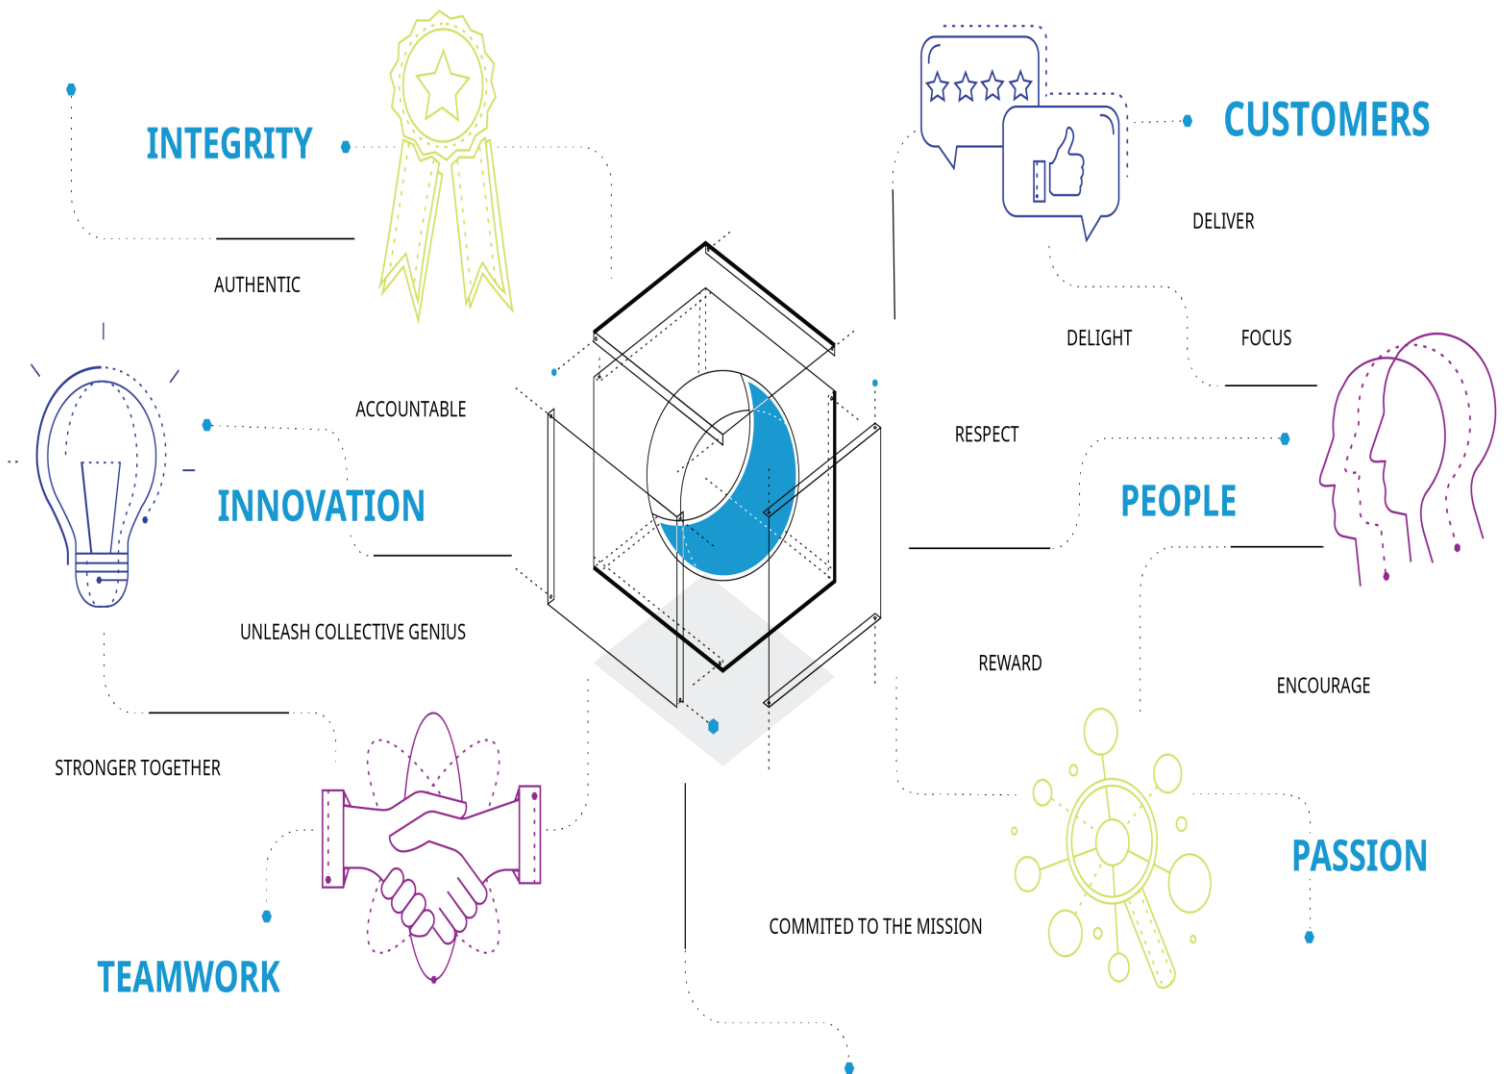 INTEGRITY
AUTHENTIC
ACCOUNTABLE
INNOVATION
UNLEASH COLLECTIVE GENIUS
STRONGER TOGETHER
TEAMWORK
CUSTOMERS
DELIVER
DELIGHT
FOCUS
RESPECT
PEOPLE
REWARD
ENCOURAGE
PASSION
COMMITED TO THE MISSION